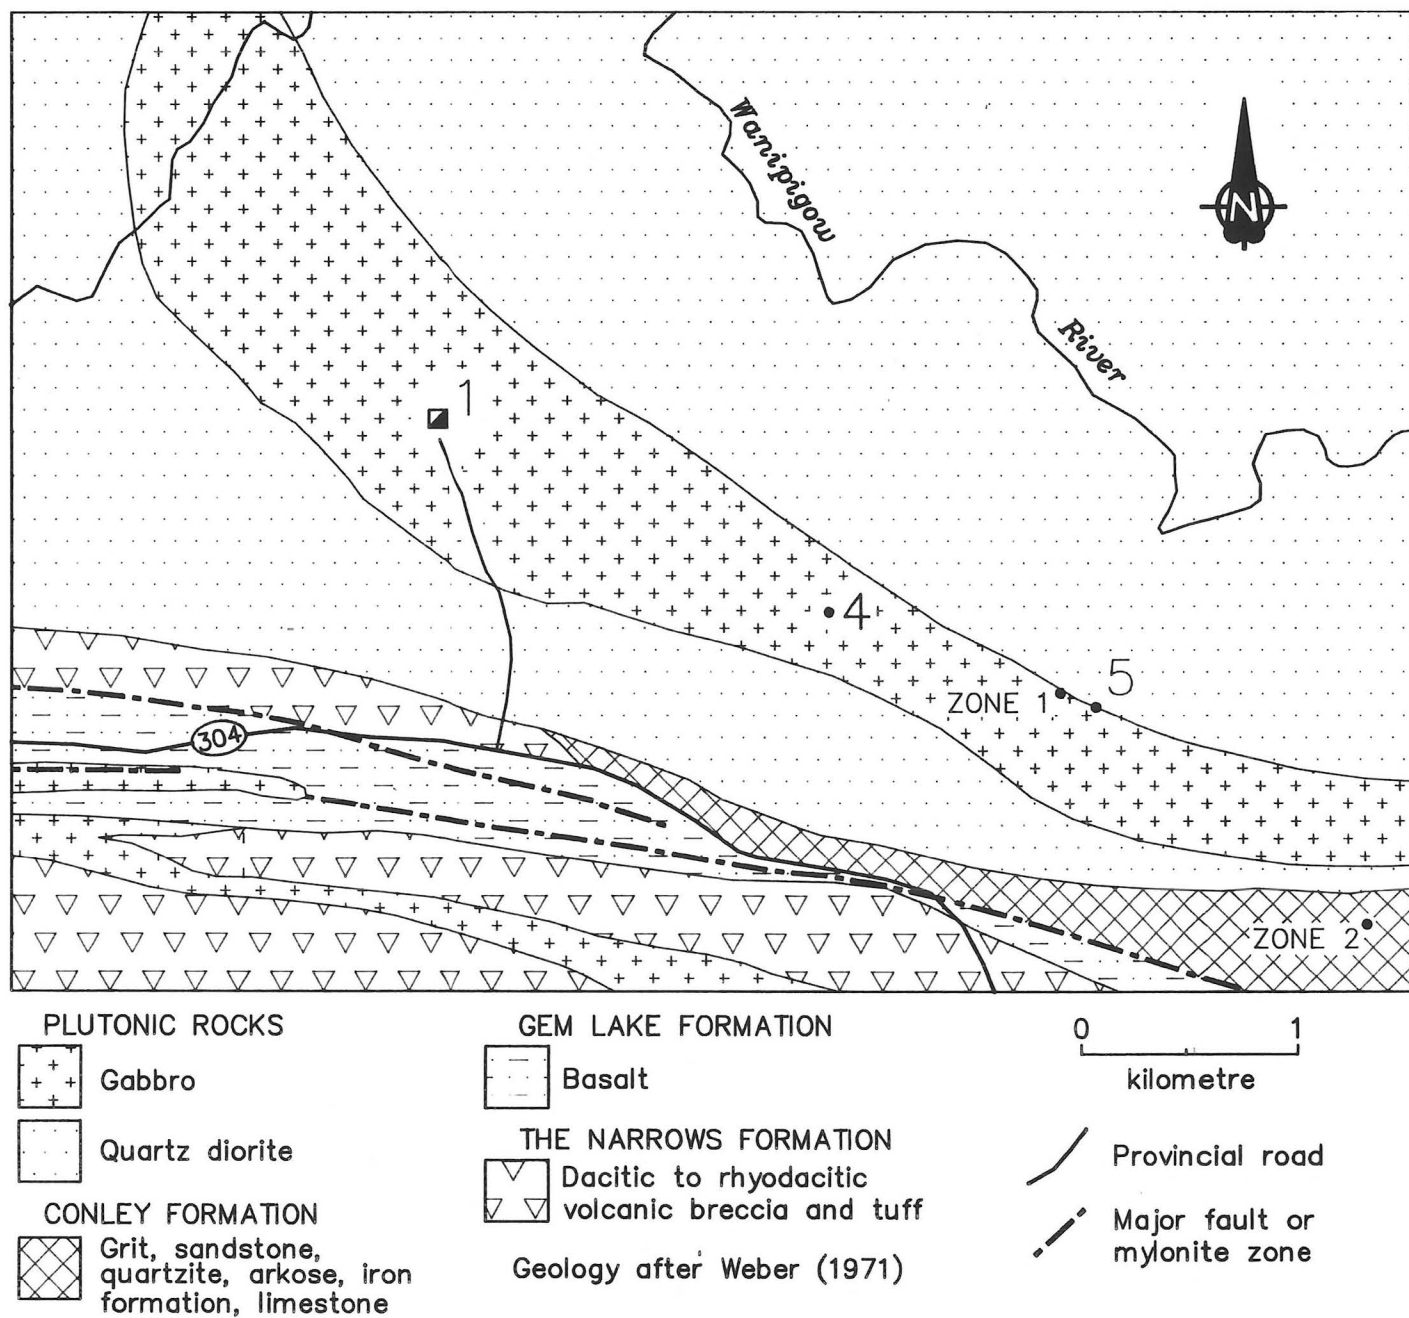 Wanipigow
N
River
1
4
5
ZONE 1
304
ZONE 2
PLUTONIC ROCKS
Gabbro
Quartz diorite
CONLEY FORMATION
Grit, sandstone,
quartzite, arkose, iron
formation, limestone
GEM LAKE FORMATION
Basalt
THE NARROWS FORMATION
Dacitic to rhyodacitic
volcanic breccia and tuff
Geology after Weber (1971)
0 1
kilometre
Provincial road
Major fault or
mylonite zone